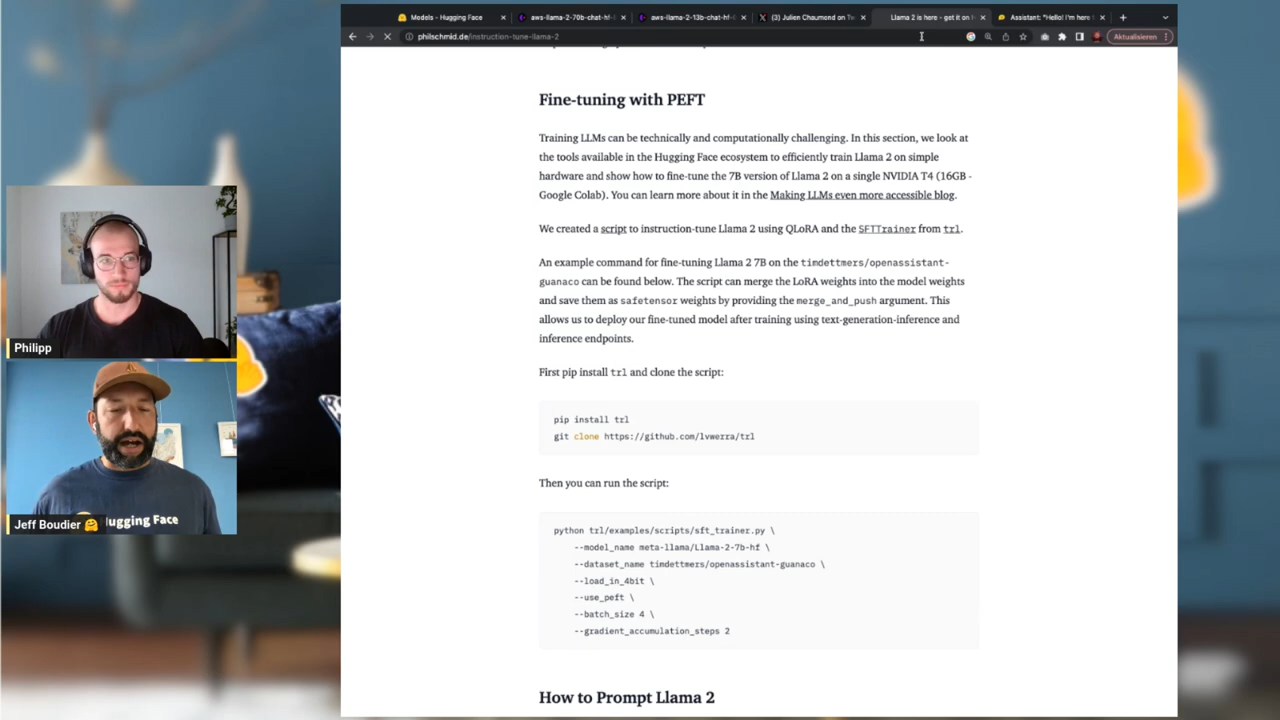 Models - Hugging Face
aws-llama-2-70b-chat-hf-
aws-llama-2-13b-chat-hf-
(3) Julien Chaumond on Tw
Llama 2 is here - get it on H
Assistant: "Hello! I'm here
philschmid.de/instruction-tune-llama-2
Aktualisieren
Fine-tuning with PEFT
Training LLMs can be technically and computationally challenging. In this section, we look at
the tools available in the Hugging Face ecosystem to efficiently train Llama 2 on simple
hardware and show how to fine-tune the 7B version of Llama 2 on a single NVIDIA T4 (16GB -
Google Colab). You can learn more about it in the Making LLMs even more accessible blog.
We created a script to instruction-tune Llama 2 using QLoRA and the SFTTrainer from trl.
An example command for fine-tuning Llama 2 7B on the timdettmers/openassistant-
guanaco can be found below. The script can merge the LoRA weights into the model weights
and save them as safetensor weights by providing the merge_and_push argument. This
allows us to deploy our fine-tuned model after training using text-generation-inference and
inference endpoints.
First pip install trl and clone the script:
pip install trl
git clone https://github.com/lvwerra/trl
Then you can run the script:
python trl/examples/scripts/sft_trainer.py \
--model_name meta-llama/Llama-2-7b-hf \
--dataset_name timdettmers/openassistant-guanaco \
--load_in_4bit \
--use_peft \
--batch_size 4 \
--gradient_accumulation_steps 2
How to Prompt Llama 2
Philipp
Hugging Face
Jeff Boudier 🤗